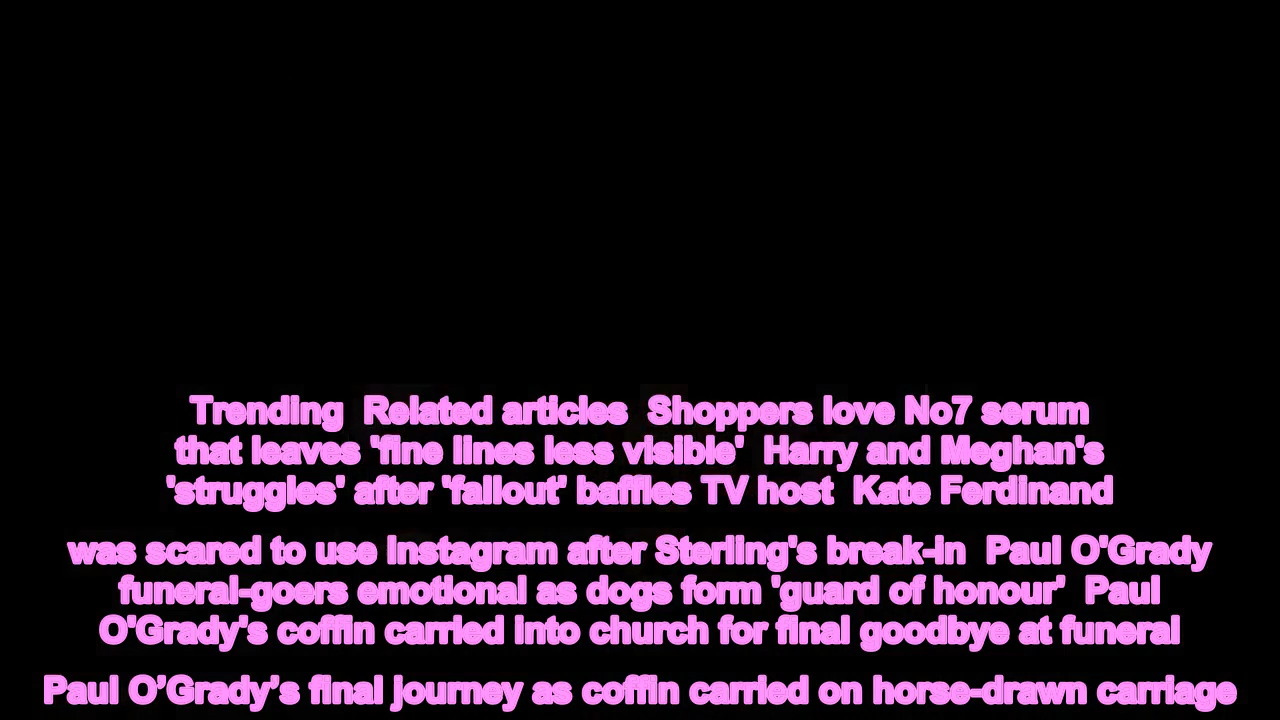 Trending  Related articles  Shoppers love No7 serum
that leaves 'fine lines less visible'  Harry and Meghan's
'struggles' after 'fallout' baffles TV host  Kate Ferdinand
was scared to use Instagram after Sterling's break-in  Paul O'Grady
funeral-goers emotional as dogs form 'guard of honour'  Paul
O'Grady's coffin carried into church for final goodbye at funeral
Paul O’Grady’s final journey as coffin carried on horse-drawn carriage